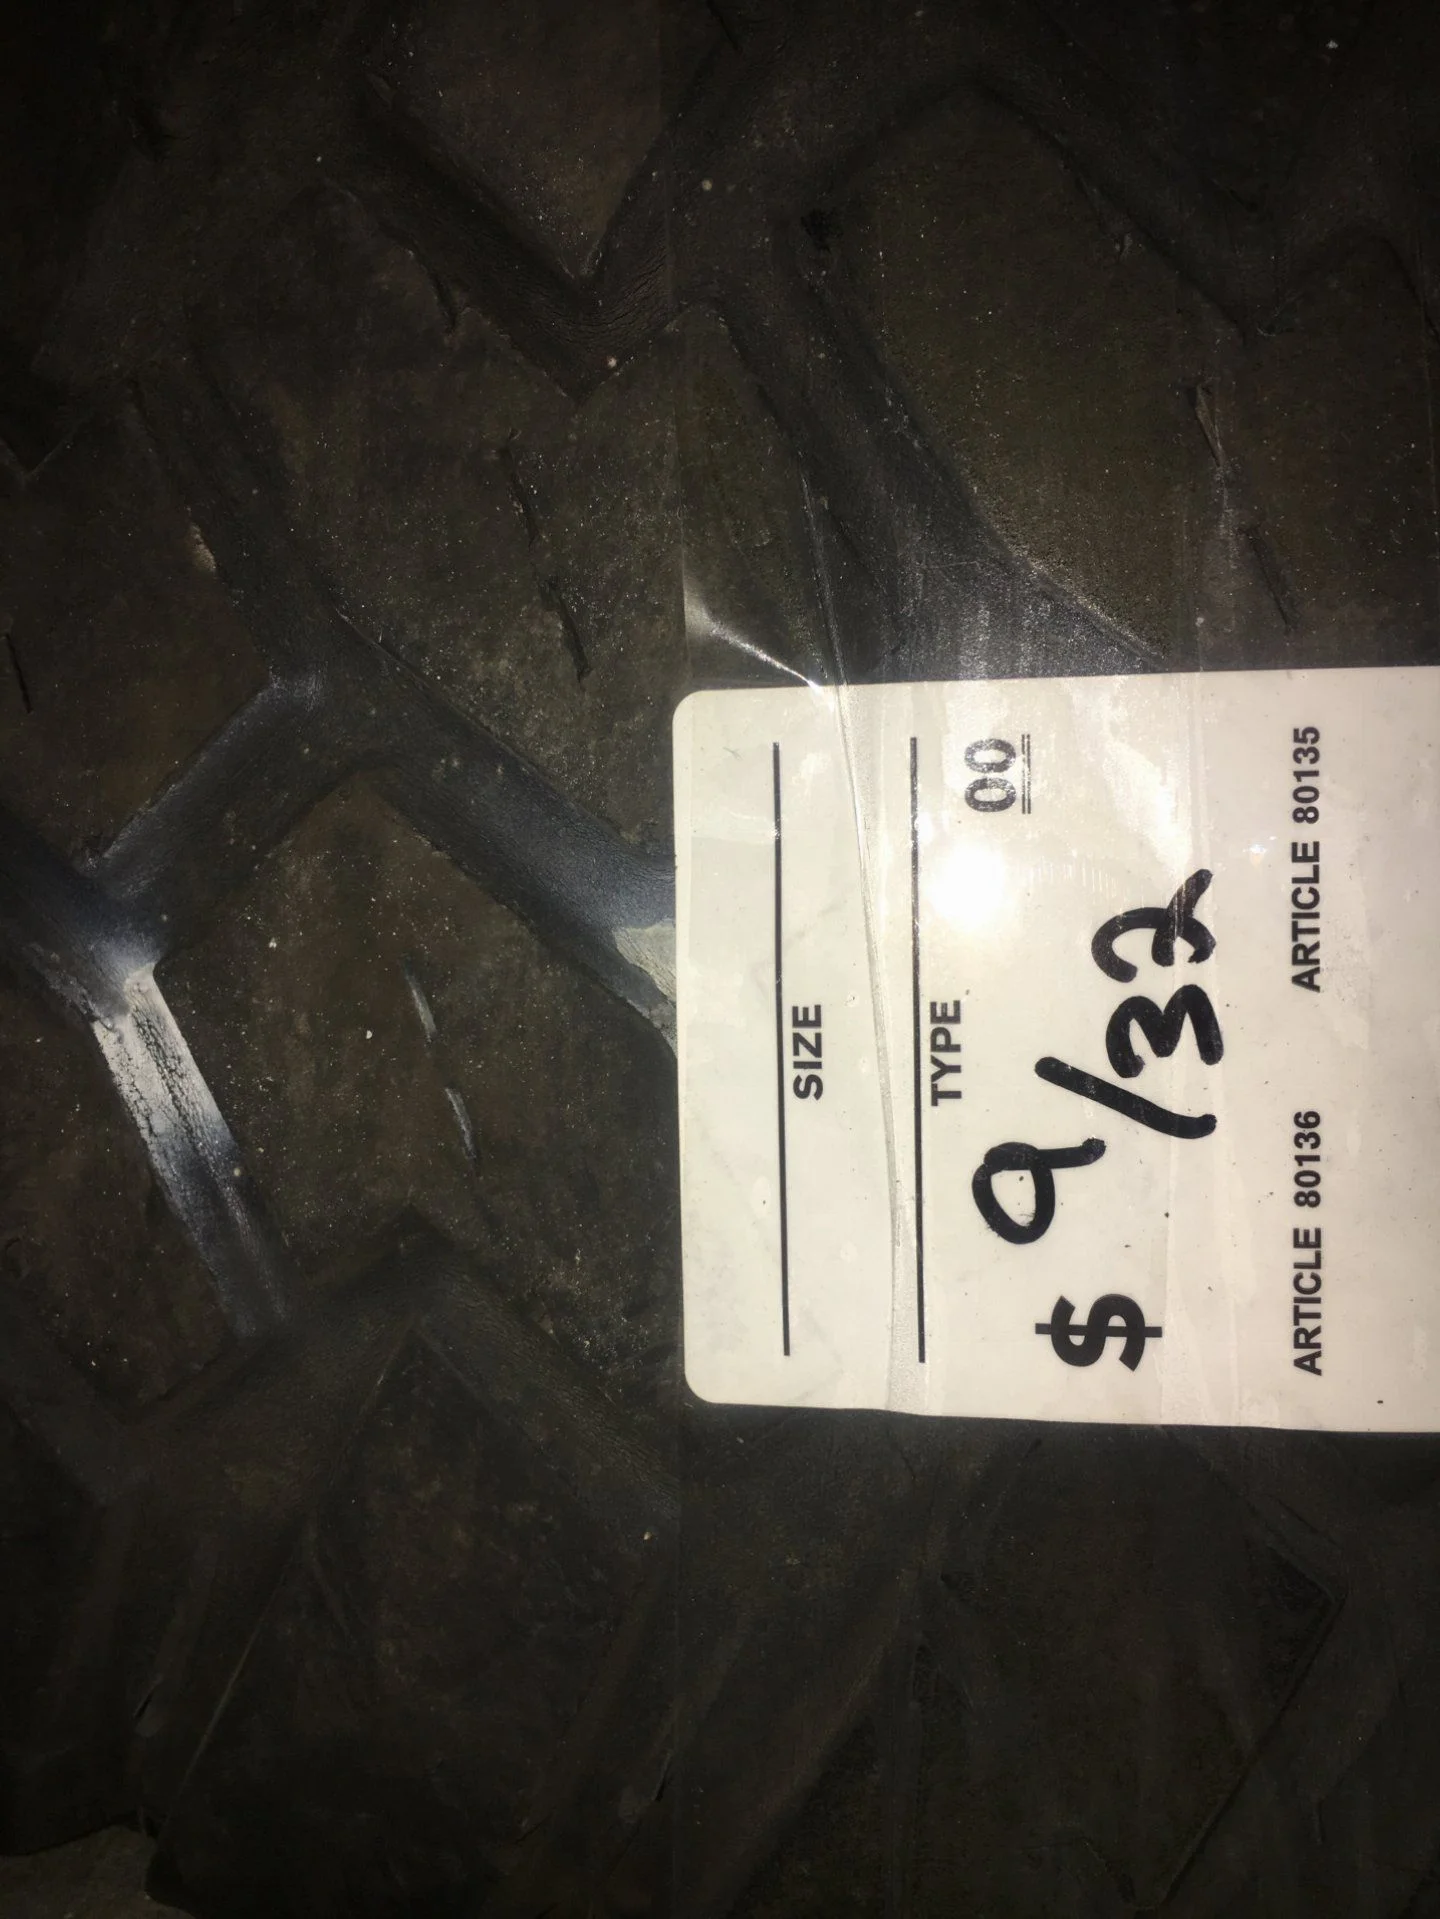 SIZE
TYPE
$ 9/32 00
ARTICLE 80136 ARTICLE 80135